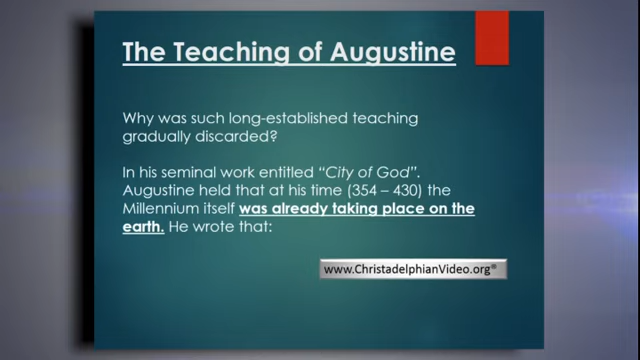 The Teaching of Augustine
Why was such long-established teaching
gradually discarded?
In his seminal work entitled “City of God”.
Augustine held that at his time (354 – 430) the
Millennium itself was already taking place on the
earth. He wrote that:
www.ChristadelphianVideo.org®